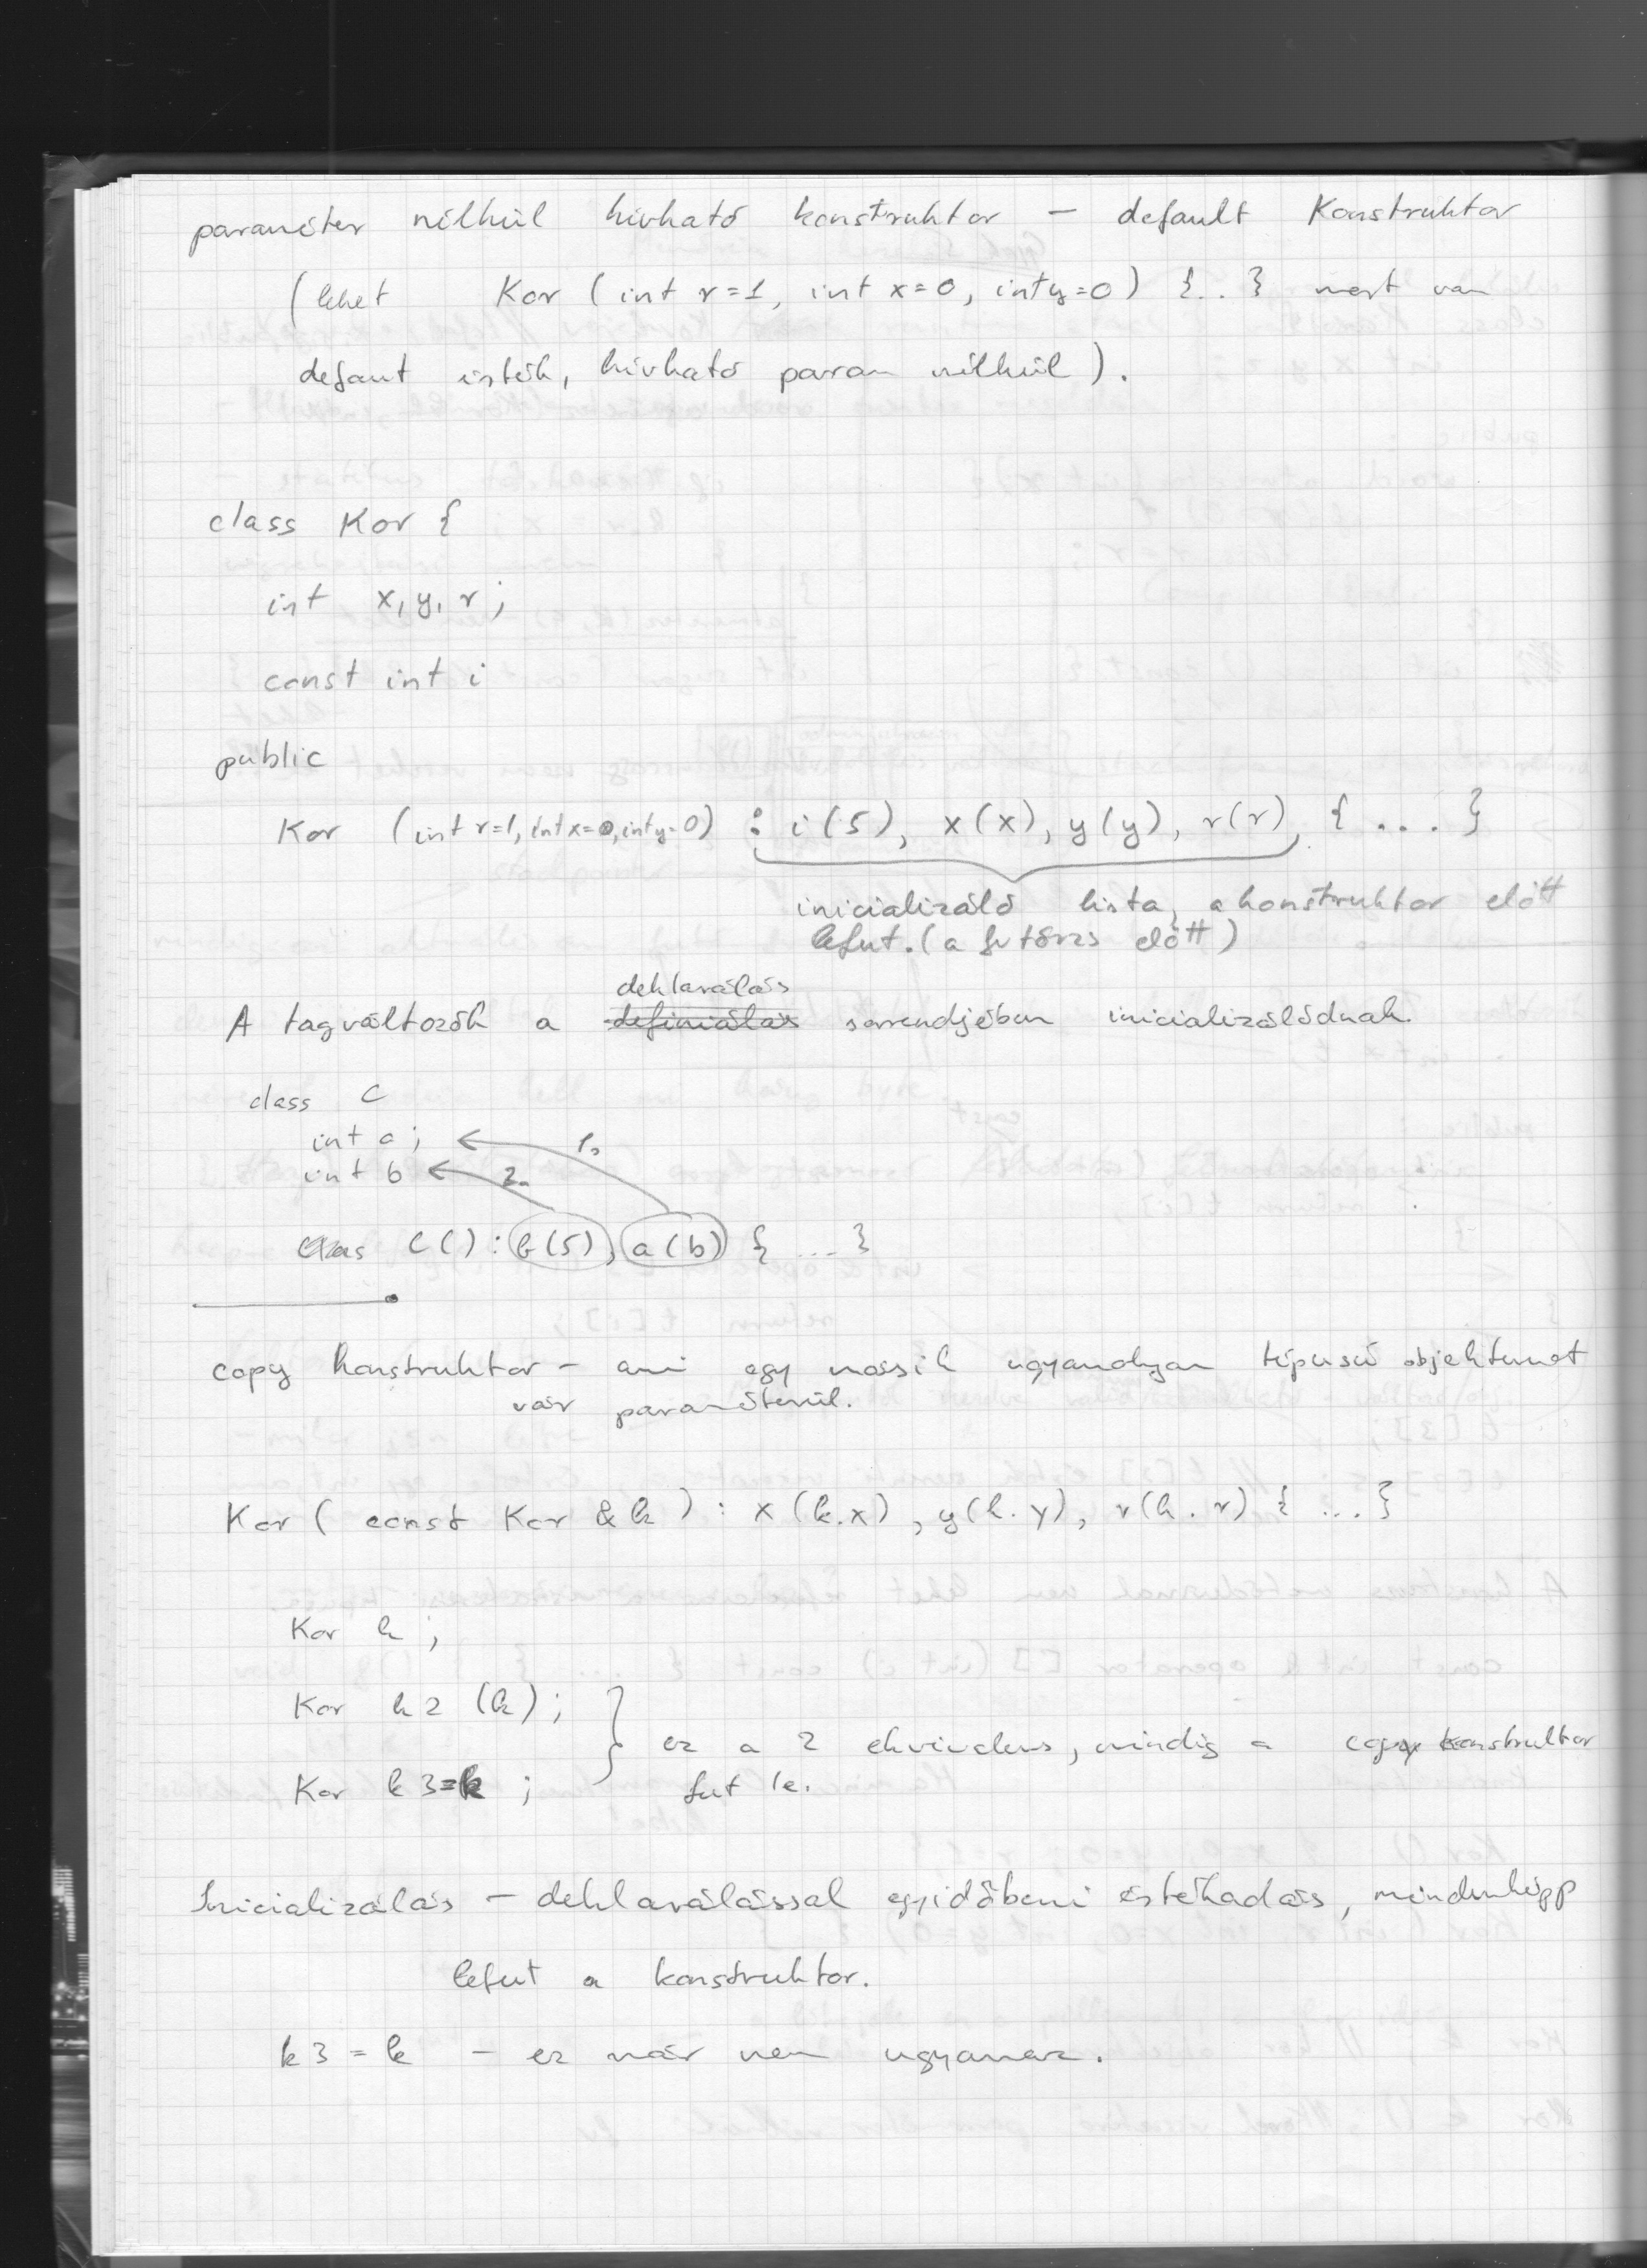 paraméter nélkül hívható konstruktor – default Konstruktor
(lehet Kor (int r=1, int x=0, int y=0) {..} mert van
defaut érték, hívható param nélkül).
class Kor {
int x, y, r;
const int i
public
Kor (int r=1, int x=0, int y=0) : i(5), x(x), y(y), r(r), { ... }
inicializáló lista, a konstruktor előtt
lefut. (a fv törzs előtt)
deklarálás
A tagváltozók a definiálás sorrendjében inicializálódnak.
class C
int a; 1.
int b 2.
C() : b(5), a(b) { ... }
copy konstruktor – ami egy másik ugyanolyan típusú objektumot
vár paraméterül.
Kor ( const Kor &k ) : x (k.x), y(k.y), r(k.r) { ... }
Kor k;
Kor k2 (k);
ez a 2 ekvivalens, mindig a copy konstruktor
Kor k3=k; fut le.
Inicializálás – deklarálással egyidőbeni értékadás, mindenképp
lefut a konstruktor.
k3 = k – ez már nem ugyanaz.